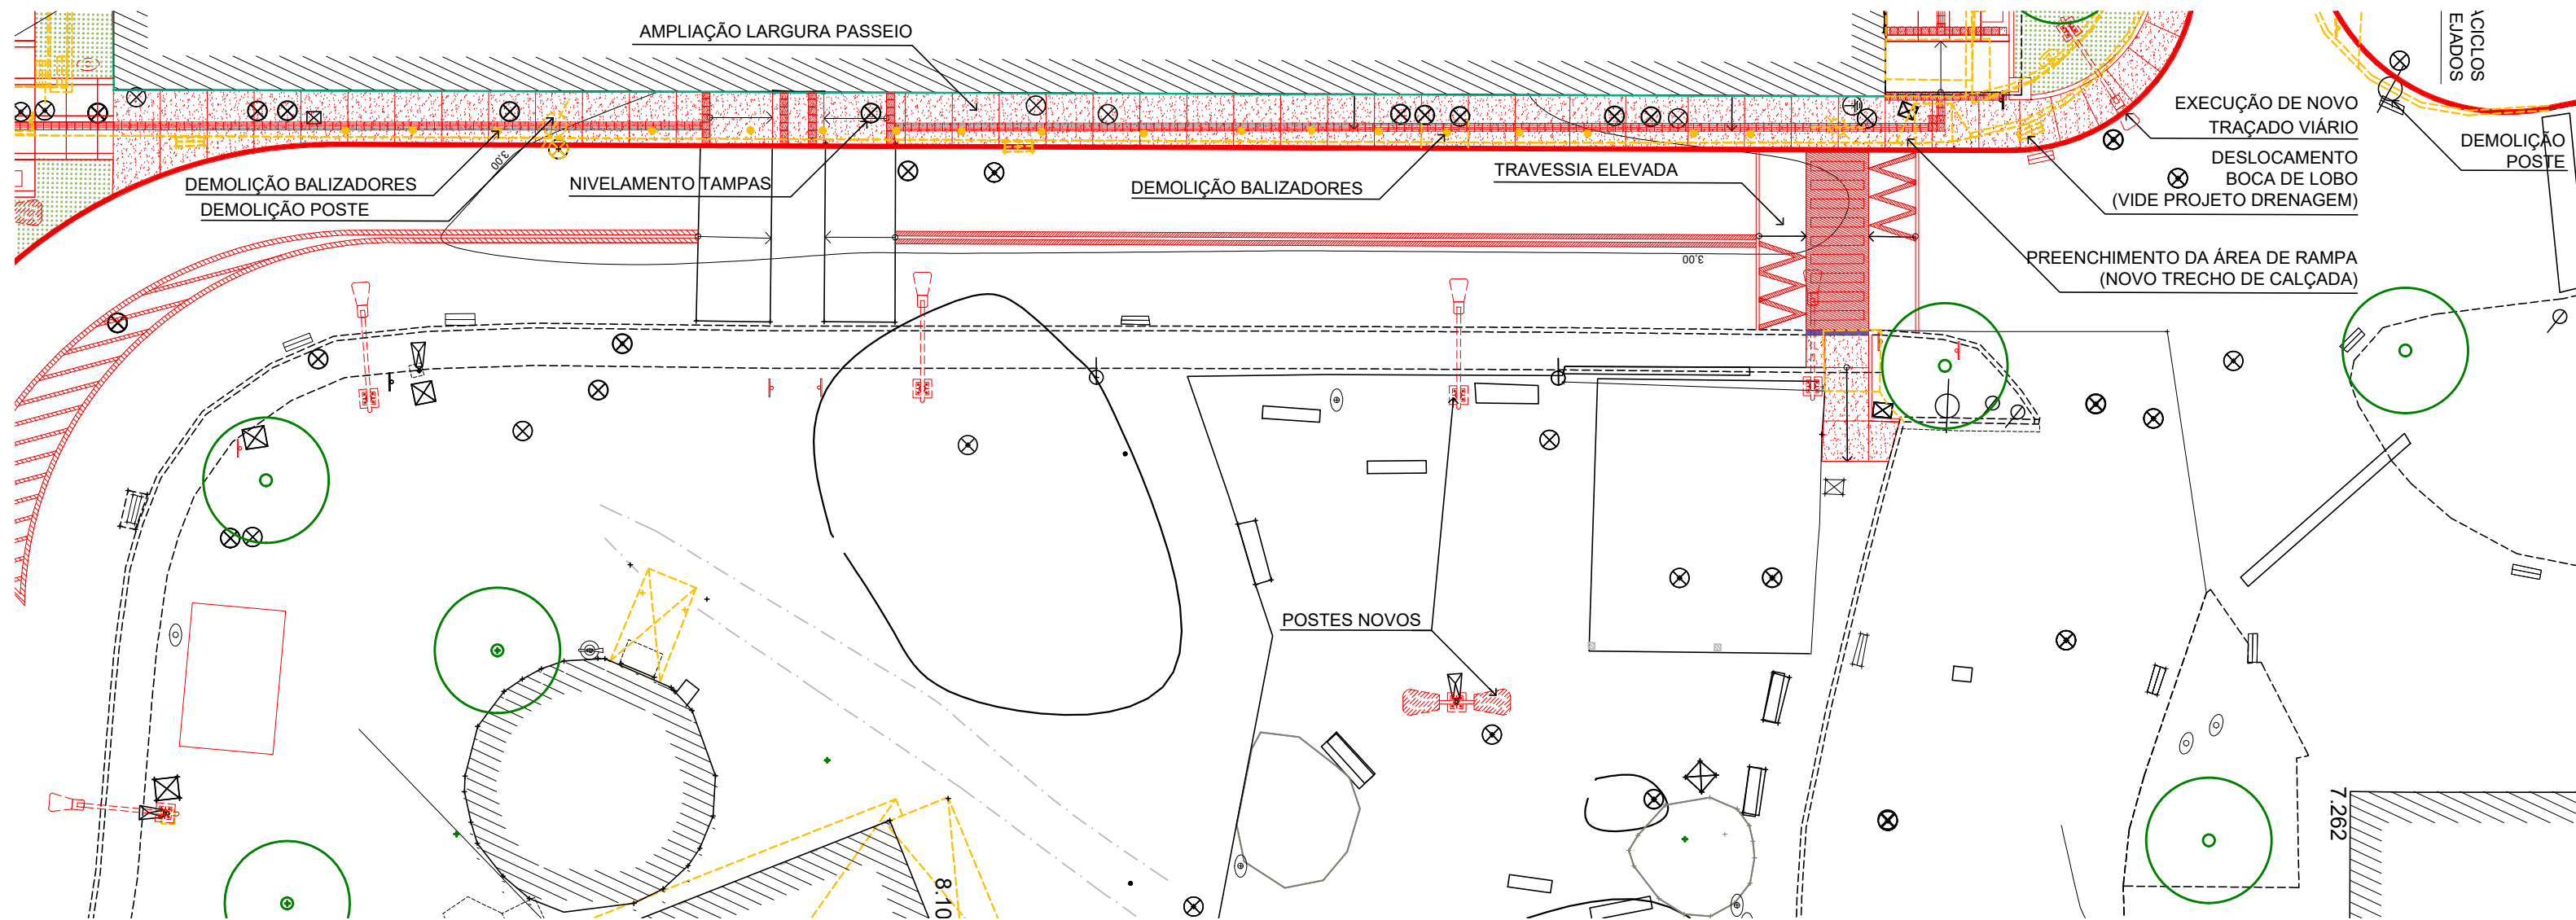 AMPLIAÇÃO LARGURA PASSEIO
ACICLOS
EJADOS
EXECUÇÃO DE NOVO
TRAÇADO VIÁRIO
DEMOLIÇÃO
POSTE
DESLOCAMENTO
BOCA DE LOBO
(VIDE PROJETO DRENAGEM)
3,00
DEMOLIÇÃO BALIZADORES
DEMOLIÇÃO POSTE
NIVELAMENTO TAMPAS
DEMOLIÇÃO BALIZADORES
TRAVESSIA ELEVADA
3,00
PREENCHIMENTO DA ÁREA DE RAMPA
(NOVO TRECHO DE CALÇADA)
POSTES NOVOS
7.262
8.10